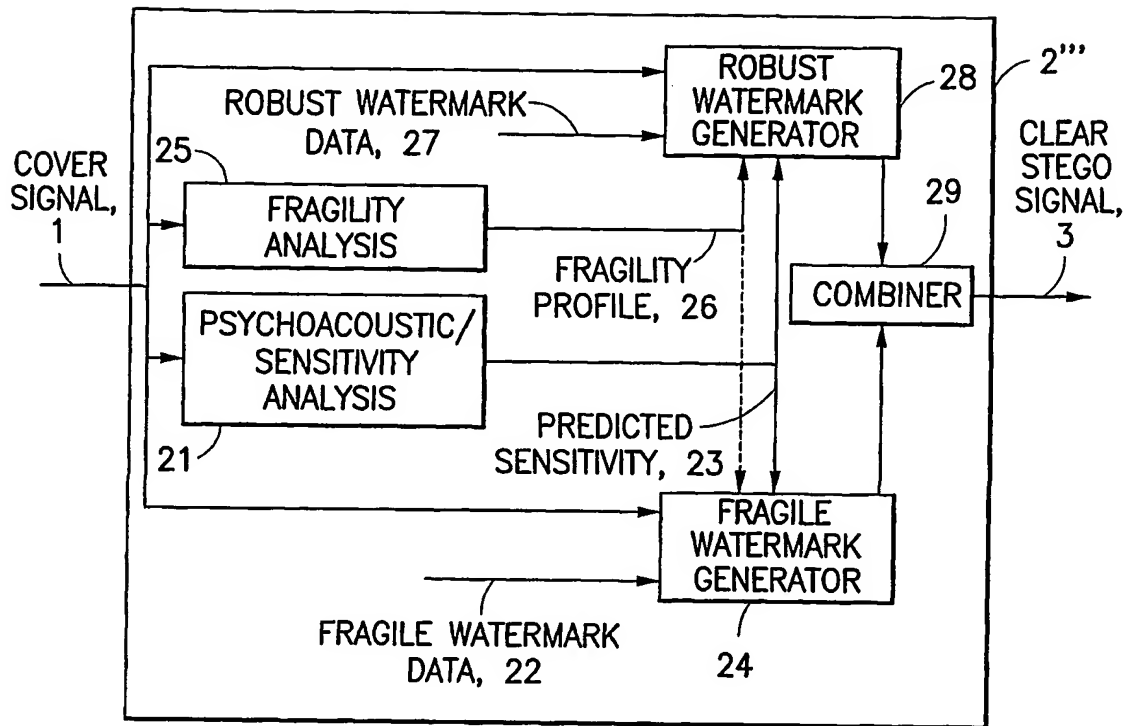 ROBUST
WATERMARK
GENERATOR
28
2'''
ROBUST WATERMARK
DATA, 27
COVER
SIGNAL,
1
25
FRAGILITY
ANALYSIS
CLEAR
STEGO
SIGNAL,
3
29
COMBINER
FRAGILITY
PROFILE, 26
PSYCHOACOUSTIC/
SENSITIVITY
ANALYSIS
21
PREDICTED
SENSITIVITY, 23
FRAGILE
WATERMARK
GENERATOR
24
FRAGILE WATERMARK
DATA, 22